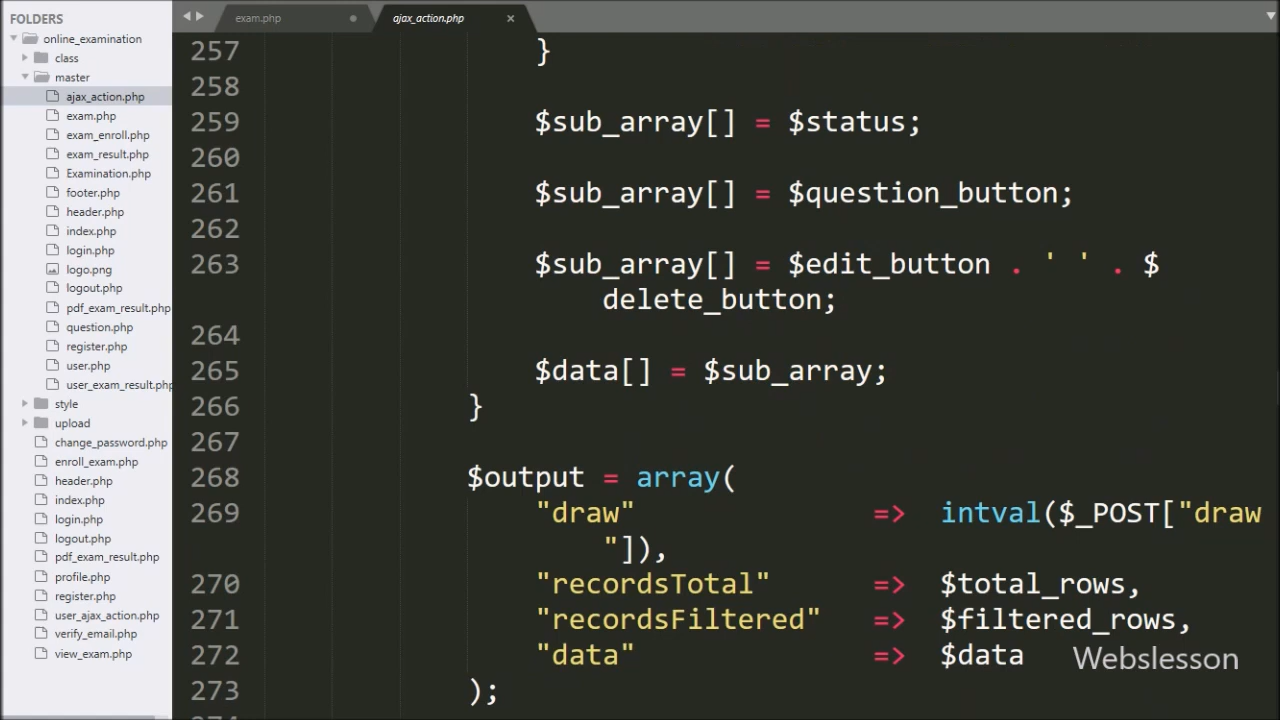 FOLDERS
online_examination
class
master
ajax_action.php
exam.php
exam_enroll.php
exam_result.php
Examination.php
footer.php
header.php
index.php
login.php
logo.png
logout.php
pdf_exam_result.php
question.php
register.php
user.php
user_exam_result.php
style
upload
change_password.php
enroll_exam.php
header.php
index.php
login.php
logout.php
pdf_exam_result.php
profile.php
register.php
user_ajax_action.php
verify_email.php
view_exam.php
exam.php
ajax_action.php ×
257 }
258
259 $sub_array[] = $status;
260
261 $sub_array[] = $question_button;
262
263 $sub_array[] = $edit_button . ' ' . $
delete_button;
264
265 $data[] = $sub_array;
266 }
267
268 $output = array(
269 "draw" => intval($_POST["draw
"]),
270 "recordsTotal" => $total_rows,
271 "recordsFiltered" => $filtered_rows,
272 "data" => $data
273 );
Webslesson